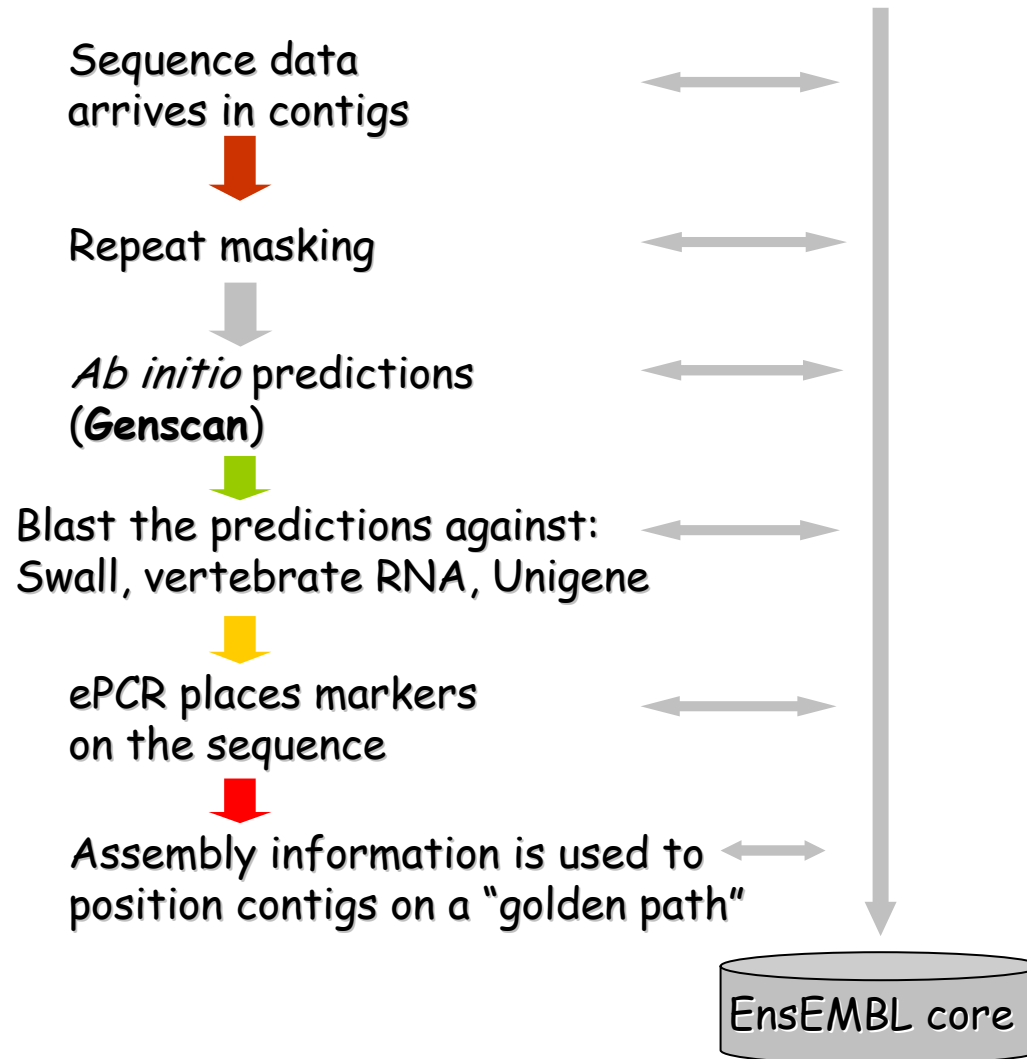 Sequence data
arrives in contigs
Repeat masking
Ab initio predictions
(Genscan)
Blast the predictions against:
Swall, vertebrate RNA, Unigene
ePCR places markers
on the sequence
Assembly information is used to
position contigs on a “golden path”
EnsEMBL core